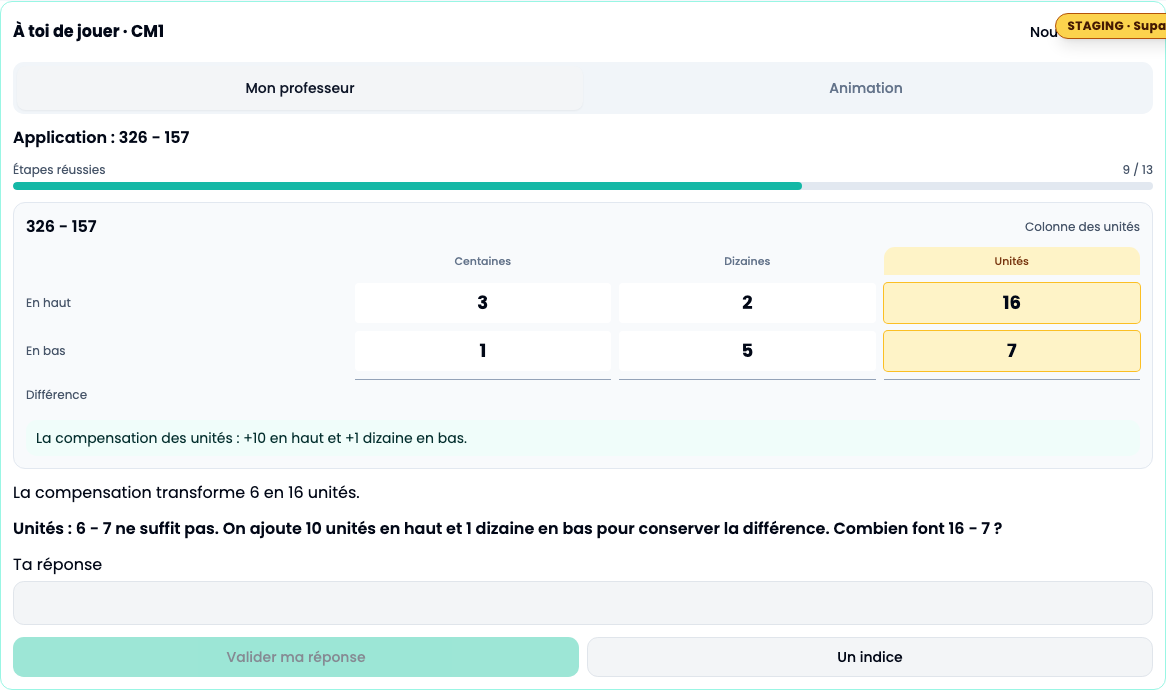 À toi de jouer · CM1
Nou
STAGING · Supa
Mon professeur
Animation
Application : 326 − 157
Étapes réussies
9 / 13
326 − 157
Colonne des unités
Centaines
Dizaines
Unités
En haut
3
2
16
En bas
1
5
7
Différence
La compensation des unités : +10 en haut et +1 dizaine en bas.
La compensation transforme 6 en 16 unités.
Unités : 6 − 7 ne suffit pas. On ajoute 10 unités en haut et 1 dizaine en bas pour conserver la différence. Combien font 16 − 7 ?
Ta réponse
Valider ma réponse
Un indice